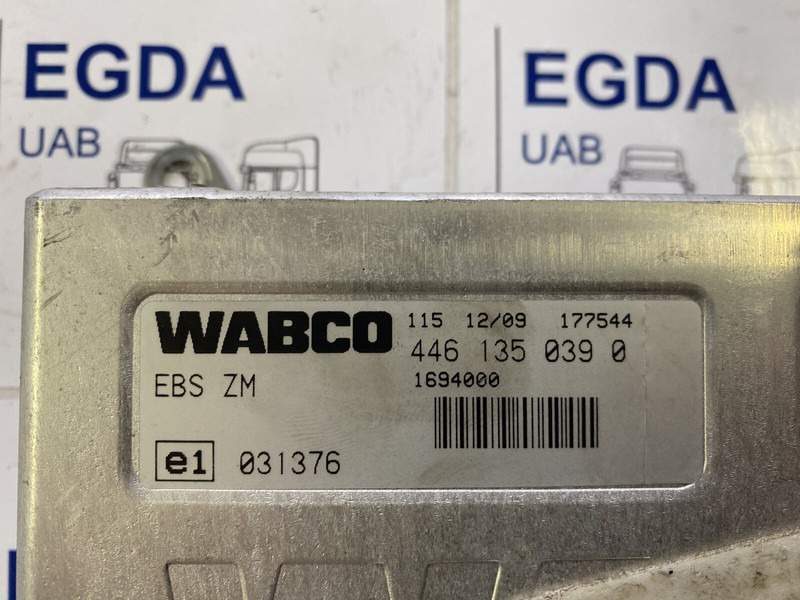 EGDA
UAB
EGDA
UAB
WABCO 115 12/09 177544
446 135 039 0
EBS ZM 1694000
e1 031376